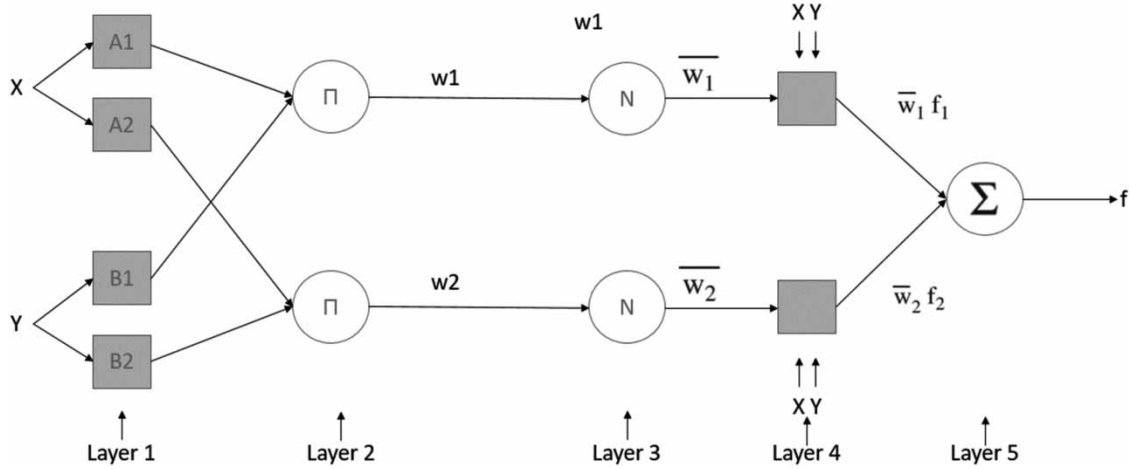 w1
X Y
X
A1
A2
Π
w1
N
w̅₁
w̅₁ f₁
Σ
f
Y
B1
B2
Π
w2
N
w̅₂
w̅₂ f₂
X Y
Layer 1
Layer 2
Layer 3
Layer 4
Layer 5